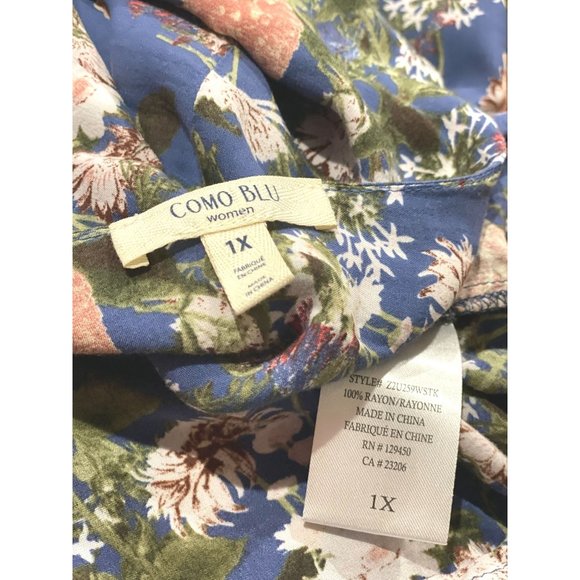 COMO BLU
women
1X
FABRIQUÉ
EN CHINE
MADE
IN CHINA
STYLE# Z2U259WSTK
100% RAYON/RAYONNE
MADE IN CHINA
FABRIQUÉ EN CHINE
RN # 129450
CA # 23206
1X